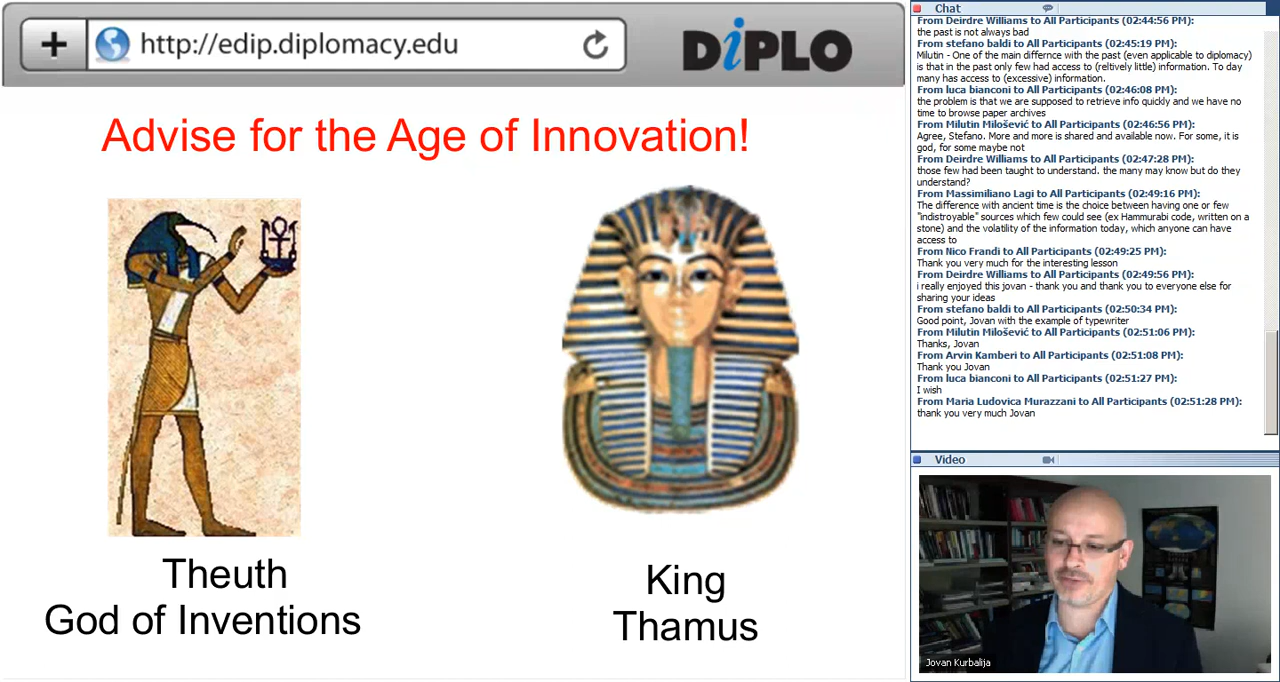 http://edip.diplomacy.edu
DiPLO
Advise for the Age of Innovation!
Theuth
God of Inventions
King
Thamus
Chat
From Deirdre Williams to All Participants (02:44:56 PM):
the past is not always bad
From stefano baldi to All Participants (02:45:19 PM):
Milutin - One of the main differnce with the past (even applicable to diplomacy)
is that in the past only few had access to (reltively little) information. To day
many has access to (excessive) information.
From luca bianconi to All Participants (02:46:08 PM):
the problem is that we are supposed to retrieve info quickly and we have no
time to browse paper archives
From Milutin Milošević to All Participants (02:46:56 PM):
Agree, Stefano. More and more is shared and available now. For some, it is
god, for some maybe not
From Deirdre Williams to All Participants (02:47:28 PM):
those few had been taught to understand. the many may know but do they
understand?
From Massimiliano Lagi to All Participants (02:49:16 PM):
The difference with ancient time is the choice between having one or few
"indistroyable" sources which few could see (ex Hammurabi code, written on a
stone) and the volatility of the information today, which anyone can have
access to
From Nico Frandi to All Participants (02:49:25 PM):
Thank you very much for the interesting lesson
From Deirdre Williams to All Participants (02:49:56 PM):
i really enjoyed this jovan - thank you and thank you to everyone else for
sharing your ideas
From stefano baldi to All Participants (02:50:34 PM):
Good point, Jovan with the example of typewriter
From Milutin Milošević to All Participants (02:51:06 PM):
Thanks, Jovan
From Arvin Kamberi to All Participants (02:51:08 PM):
Thank you Jovan
From luca bianconi to All Participants (02:51:27 PM):
I wish
From Maria Ludovica Murazzani to All Participants (02:51:28 PM):
thank you very much Jovan
Video
Jovan Kurbalija